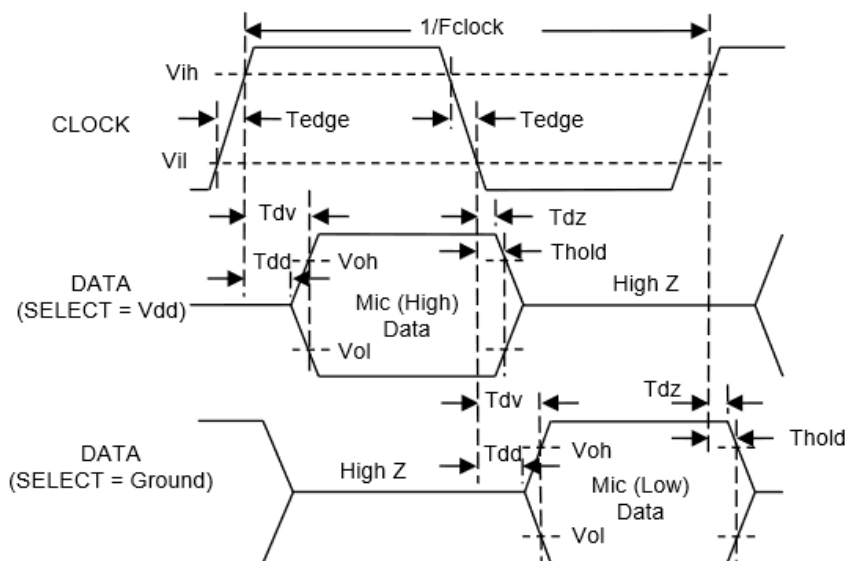 1/Fclock
Vih
CLOCK
Tedge
Tedge
Vil
Tdv
Tdz
Tdd
Voh
Thold
DATA
(SELECT = Vdd)
Mic (High)
Data
High Z
Vol
Tdv
Tdz
DATA
(SELECT = Ground)
High Z
Tdd
Voh
Thold
Mic (Low)
Data
Vol